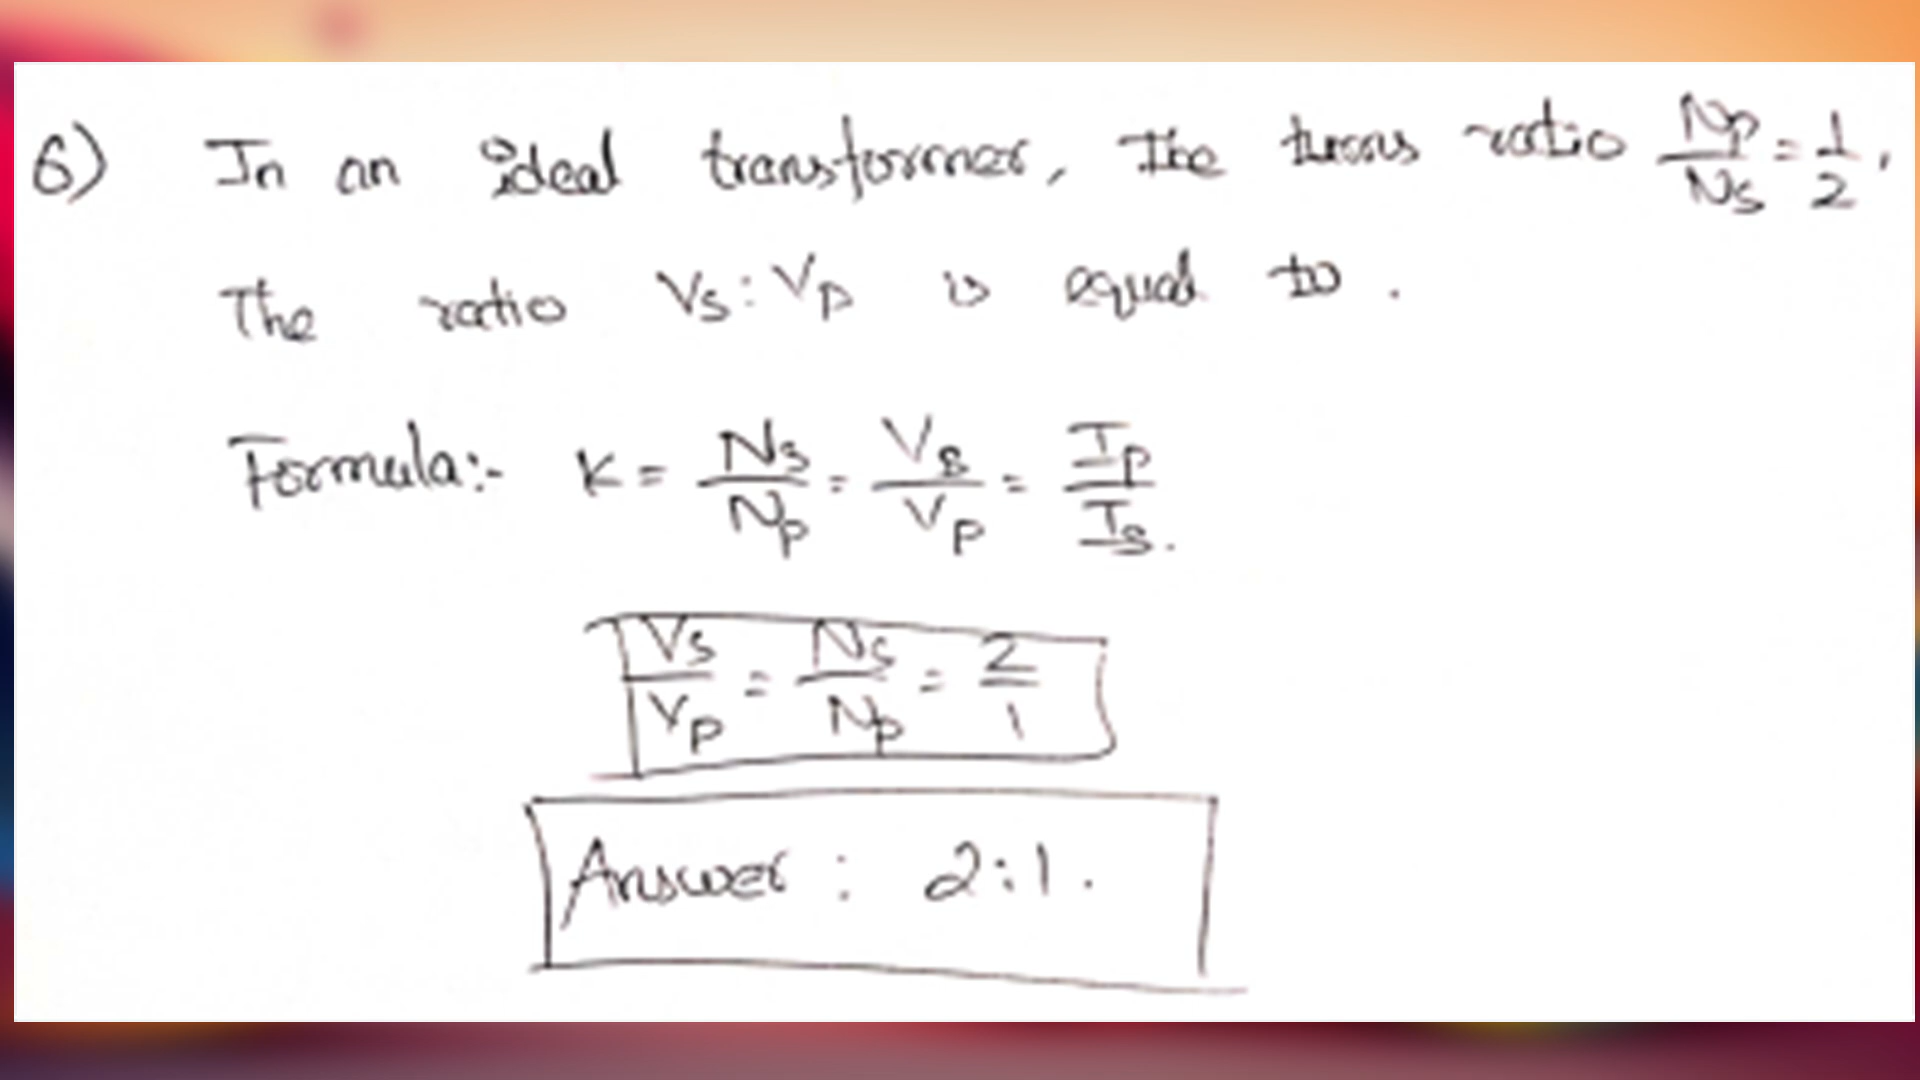 6) In an ideal transformer, The turns ratio Np/Ns = 1/2,
The ratio Vs : Vp is equal to.
Formula:- K = Ns/Np = Vs/Vp = Ip/Is.
Vs/Vp = Ns/Np = 2/1
Answer : 2:1.